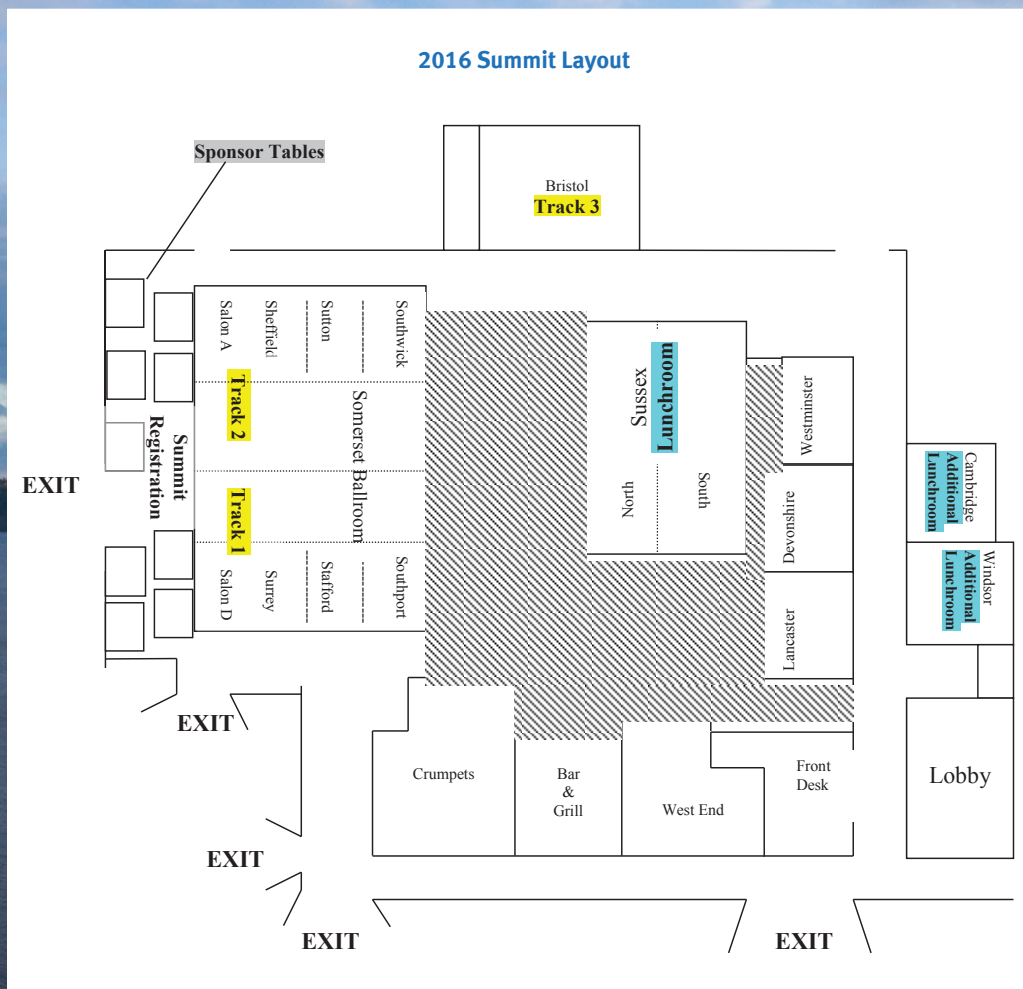 2016 Summit Layout
Sponsor Tables
Bristol
Track 3
Salon A
Sheffield
Sutton
Southwick
Track 2
Somerset Ballroom
Track 1
Salon D
Surrey
Stafford
Southport
Summit
Registration
EXIT
Sussex
Lunchroom
North
South
Westminster
Devonshire
Lancaster
Cambridge
Additional
Lunchroom
Windsor
Additional
Lunchroom
EXIT
Crumpets
Bar
&
Grill
West End
Front
Desk
Lobby
EXIT
EXIT
EXIT